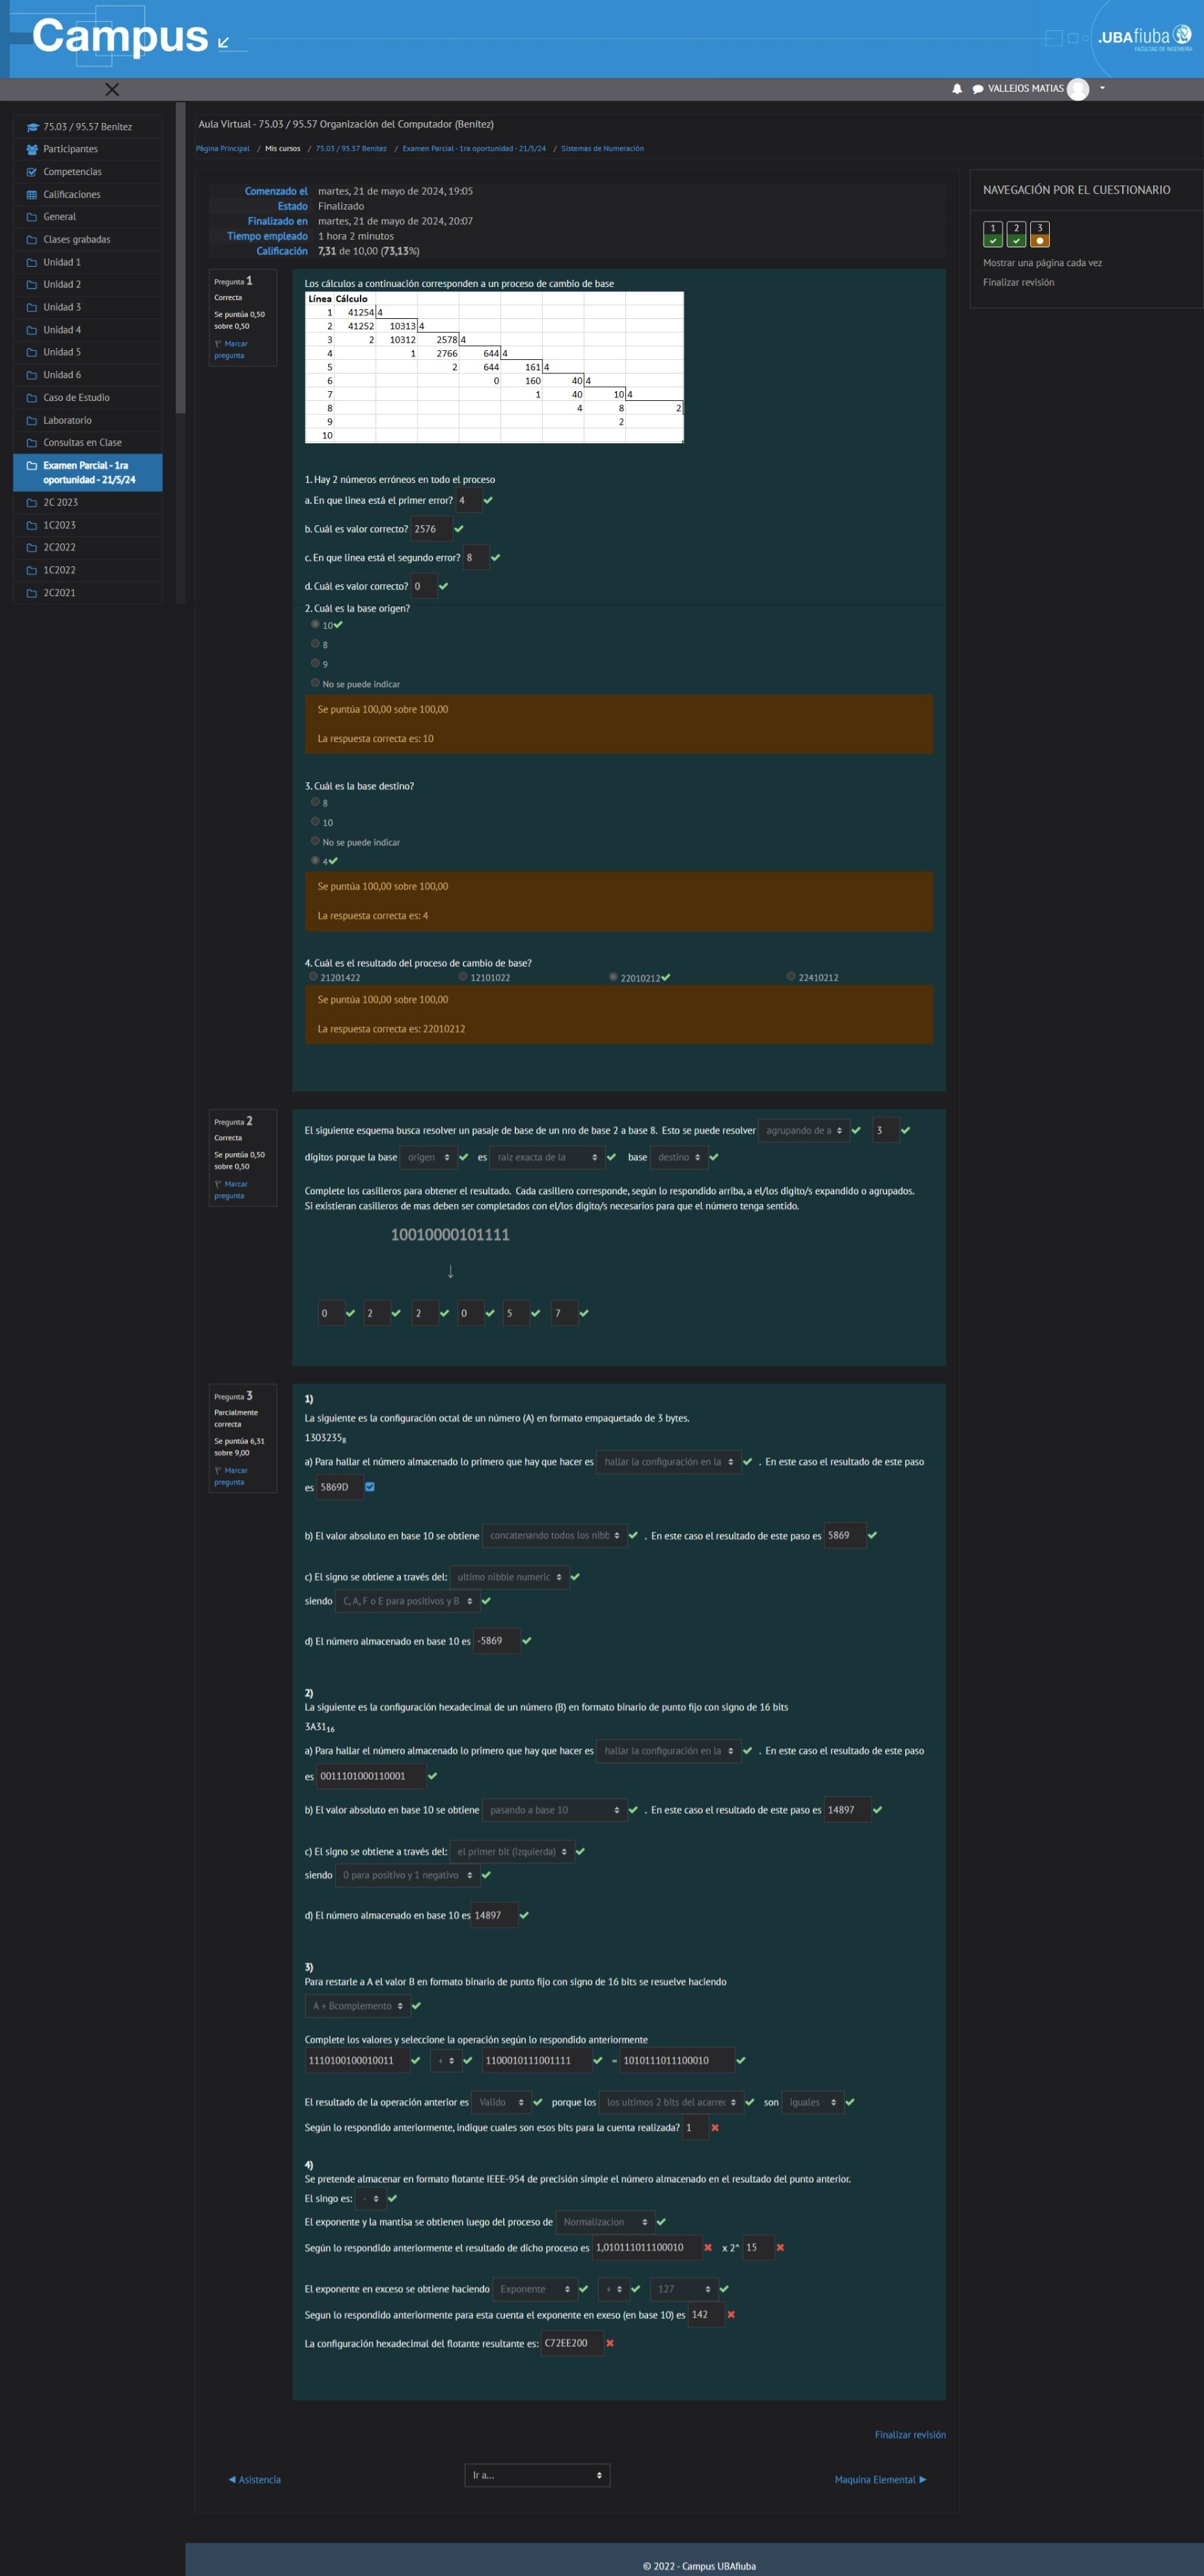 Campus
.UBAfiuba
FACULTAD DE INGENIERÍA
VALLEJOS MATIAS
75.03 / 95.57 Benitez
Participantes
Competencias
Calificaciones
General
Clases grabadas
Unidad 1
Unidad 2
Unidad 3
Unidad 4
Unidad 5
Unidad 6
Caso de Estudio
Laboratorio
Consultas en Clase
Examen Parcial - 1ra
oportunidad - 21/5/24
2C 2023
1C2023
2C2022
1C2022
2C2021
Aula Virtual - 75.03 / 95.57 Organización del Computador (Benítez)
Página Principal / Mis cursos / 75.03 / 95.57 Benitez / Examen Parcial - 1ra oportunidad - 21/5/24 / Sistemas de Numeración
Comenzado el martes, 21 de mayo de 2024, 19:05
Estado Finalizado
Finalizado en martes, 21 de mayo de 2024, 20:07
Tiempo empleado 1 hora 2 minutos
Calificación 7,31 de 10,00 (73,13%)
NAVEGACIÓN POR EL CUESTIONARIO
1 2 3
Mostrar una página cada vez
Finalizar revisión
Pregunta 1
Correcta
Se puntúa 0,50
sobre 0,50
Marcar
pregunta
Los cálculos a continuación corresponden a un proceso de cambio de base
Línea Cálculo
1 41254 4
2 41252 10313 4
3 2 10312 2578 4
4 1 2766 644 4
5 2 644 161 4
6 0 160 40 4
7 1 40 10 4
8 4 8 2
9 2
10
1. Hay 2 números erróneos en todo el proceso
a. En que linea está el primer error? 4
b. Cuál es valor correcto? 2576
c. En que linea está el segundo error? 8
d. Cuál es valor correcto? 0
2. Cuál es la base origen?
10
8
9
No se puede indicar
Se puntúa 100,00 sobre 100,00
La respuesta correcta es: 10
3. Cuál es la base destino?
8
10
No se puede indicar
4
Se puntúa 100,00 sobre 100,00
La respuesta correcta es: 4
4. Cuál es el resultado del proceso de cambio de base?
21201422 12101022 22010212 22410212
Se puntúa 100,00 sobre 100,00
La respuesta correcta es: 22010212
Pregunta 2
Correcta
Se puntúa 0,50
sobre 0,50
Marcar
pregunta
El siguiente esquema busca resolver un pasaje de base de un nro de base 2 a base 8. Esto se puede resolver agrupando de a 3
dígitos porque la base origen es raiz exacta de la base destino
Complete los casilleros para obtener el resultado. Cada casillero corresponde, según lo respondido arriba, a el/los digito/s expandido o agrupados.
Si existieran casilleros de mas deben ser completados con el/los digito/s necesarios para que el número tenga sentido.
10010000101111
↓
0 2 2 0 5 7
Pregunta 3
Parcialmente
correcta
Se puntúa 6,31
sobre 9,00
Marcar
pregunta
1)
La siguiente es la configuración octal de un número (A) en formato empaquetado de 3 bytes.
1303235₈
a) Para hallar el número almacenado lo primero que hay que hacer es hallar la configuración en la . En este caso el resultado de este paso
es 5869D
b) El valor absoluto en base 10 se obtiene concatenando todos los nibb . En este caso el resultado de este paso es 5869
c) El signo se obtiene a través del: ultimo nibble numeric
siendo C, A, F o E para positivos y B
d) El número almacenado en base 10 es -5869
2)
La siguiente es la configuración hexadecimal de un número (B) en formato binario de punto fijo con signo de 16 bits
3A31₁₆
a) Para hallar el número almacenado lo primero que hay que hacer es hallar la configuración en la . En este caso el resultado de este paso
es 0011101000110001
b) El valor absoluto en base 10 se obtiene pasando a base 10 . En este caso el resultado de este paso es 14897
c) El signo se obtiene a través del: el primer bit (izquierda)
siendo 0 para positivo y 1 negativo
d) El número almacenado en base 10 es 14897
3)
Para restarle a A el valor B en formato binario de punto fijo con signo de 16 bits se resuelve haciendo
A + Bcomplemento
Complete los valores y seleccione la operación según lo respondido anteriormente
1110100100010011 + 1100010111001111 = 1010111011100010
El resultado de la operación anterior es Valido porque los los ultimos 2 bits del acarrec son iguales
Según lo respondido anteriormente, indique cuales son esos bits para la cuenta realizada? 1
4)
Se pretende almacenar en formato flotante IEEE-954 de precisión simple el número almacenado en el resultado del punto anterior.
El singo es: -
El exponente y la mantisa se obtienen luego del proceso de Normalizacion
Según lo respondido anteriormente el resultado de dicho proceso es 1,010111011100010 x 2^ 15
El exponente en exceso se obtiene haciendo Exponente + 127
Segun lo respondido anteriormente para esta cuenta el exponente en exeso (en base 10) es 142
La configuración hexadecimal del flotante resultante es: C72EE200
Finalizar revisión
◄ Asistencia
Ir a...
Maquina Elemental ►
© 2022 - Campus UBAfiuba